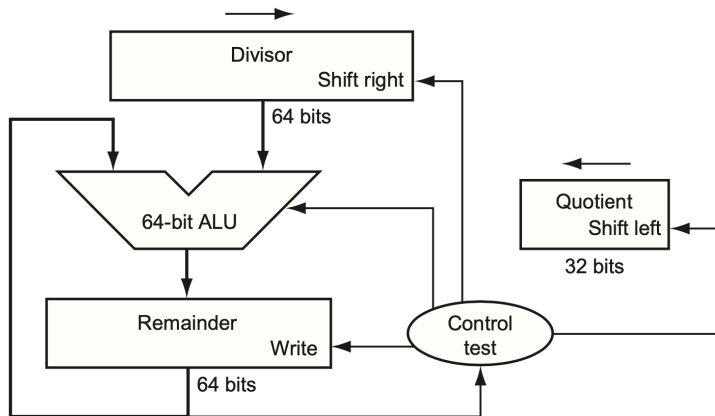 Divisor
Shift right
64 bits
64-bit ALU
Quotient
Shift left
32 bits
Remainder
Write
Control
test
64 bits